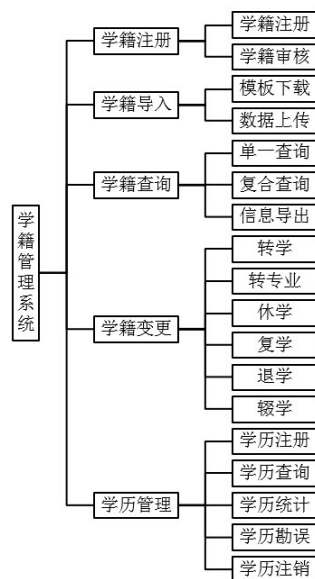 学籍管理系统
学籍注册
学籍注册
学籍审核
学籍导入
模板下载
数据上传
学籍查询
单一查询
复合查询
信息导出
学籍变更
转学
转专业
休学
复学
退学
辍学
学历管理
学历注册
学历查询
学历统计
学历勘误
学历注销